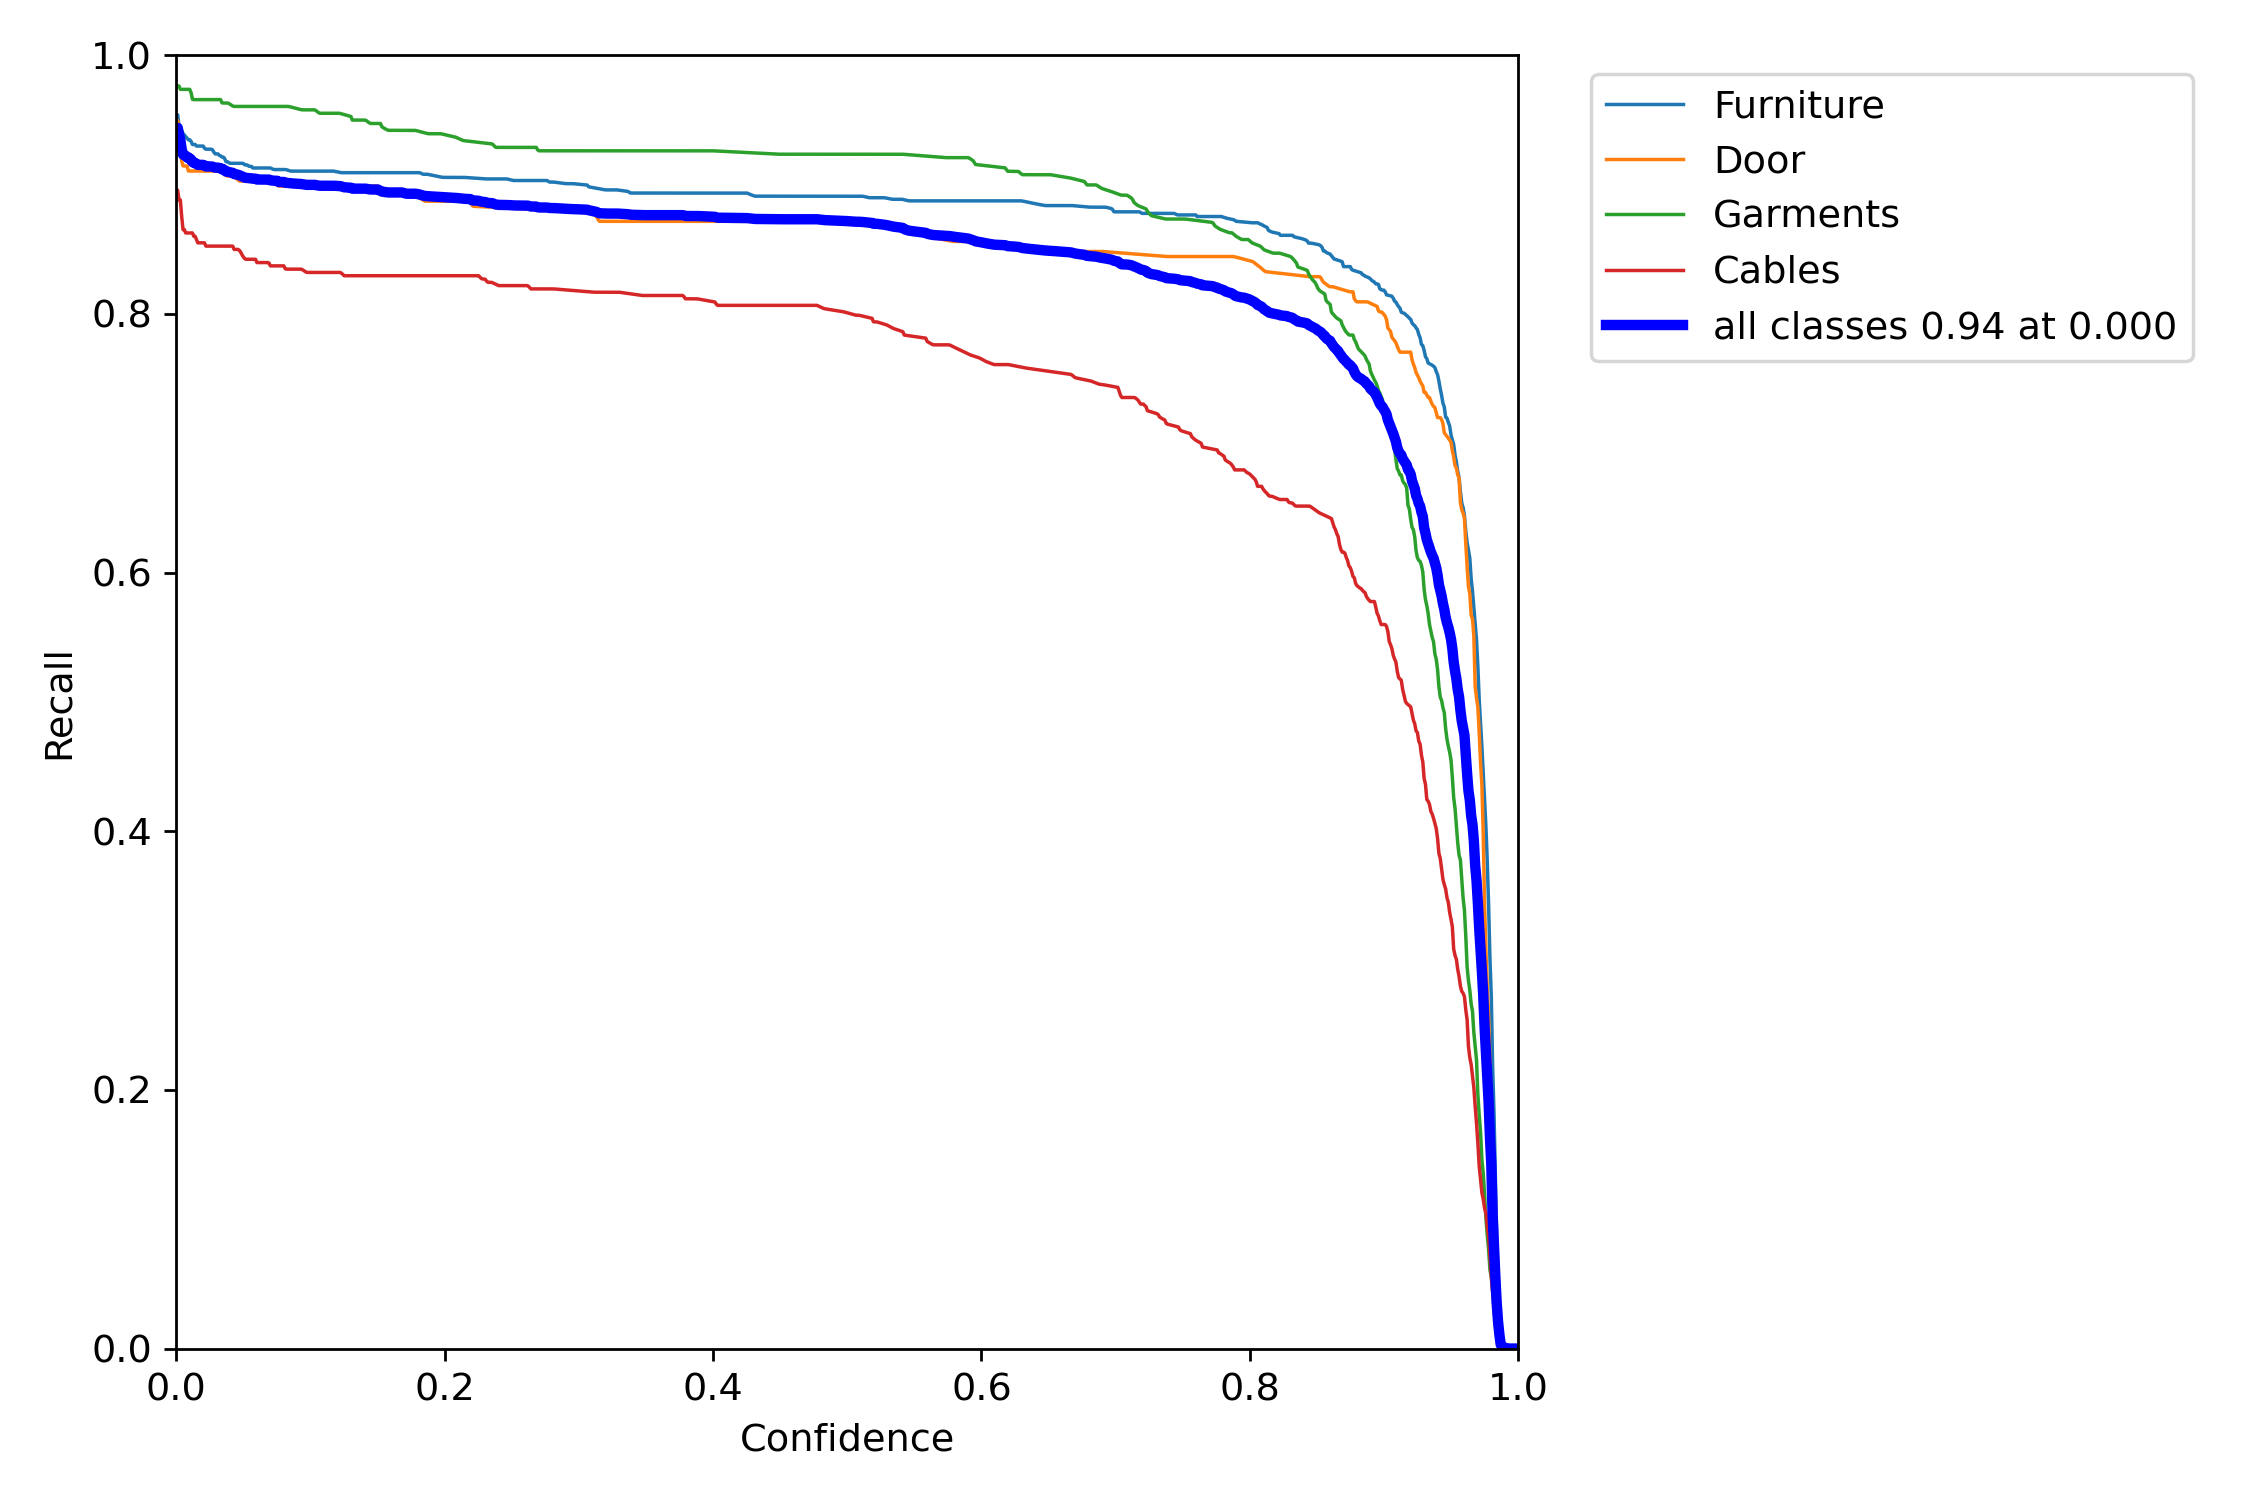 1.0
0.8
0.6
0.4
0.2
0.0
Recall
0.0 0.2 0.4 0.6 0.8 1.0
Confidence
Furniture
Door
Garments
Cables
all classes 0.94 at 0.000